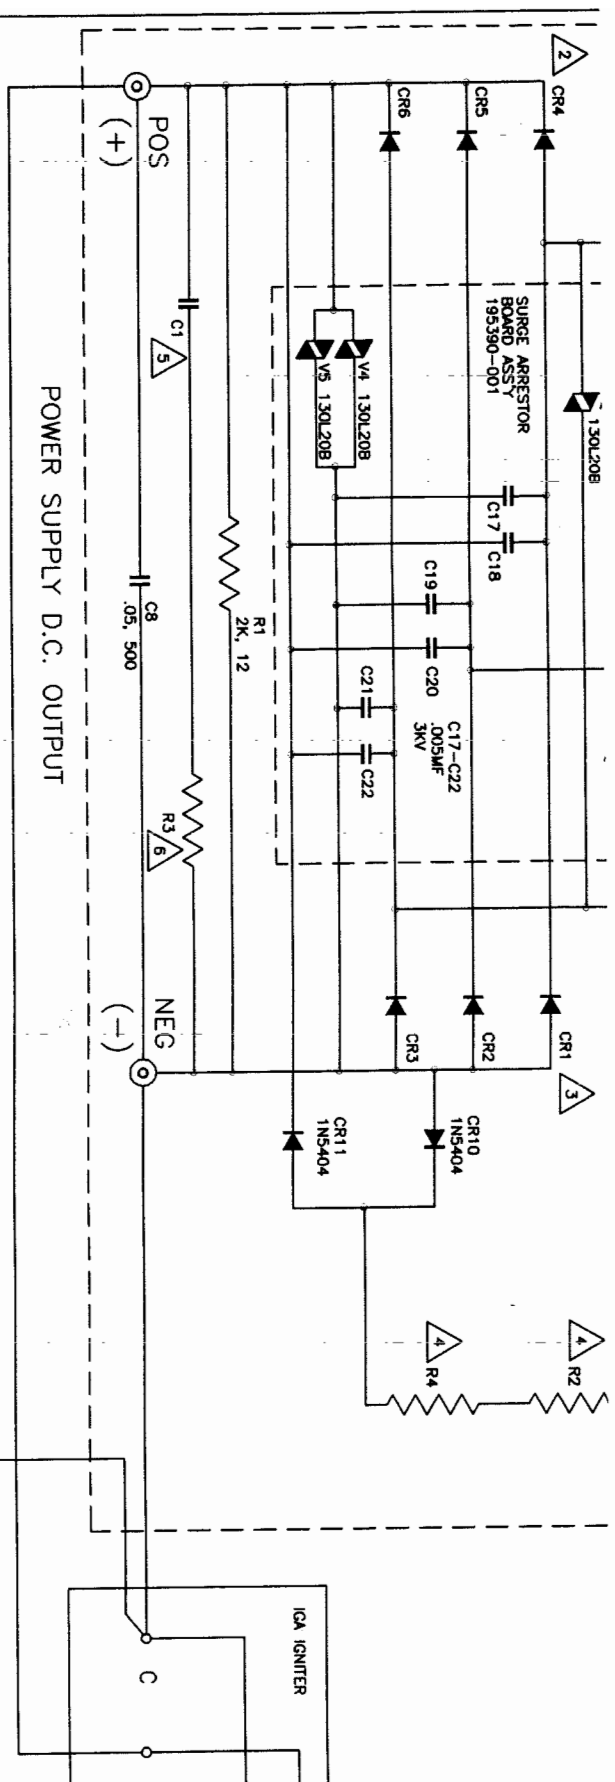 2
CR4
CR5
CR6
POS
(+)
SURGE ARRESTOR
BOARD ASS'Y
195390-001
130L20B
V4 130L20B
V5 130L20B
C1
5
C17
C18
C19
C20
C21
C22
C17-C22
.005MF
3KV
R1
2K, 12
C8
.05, 500
R3
6
POWER SUPPLY D.C. OUTPUT
NEG
(-)
CR1
CR2
CR3
3
CR10
1N5404
CR11
1N5404
4
R2
4
R4
IGA IGNITER
C